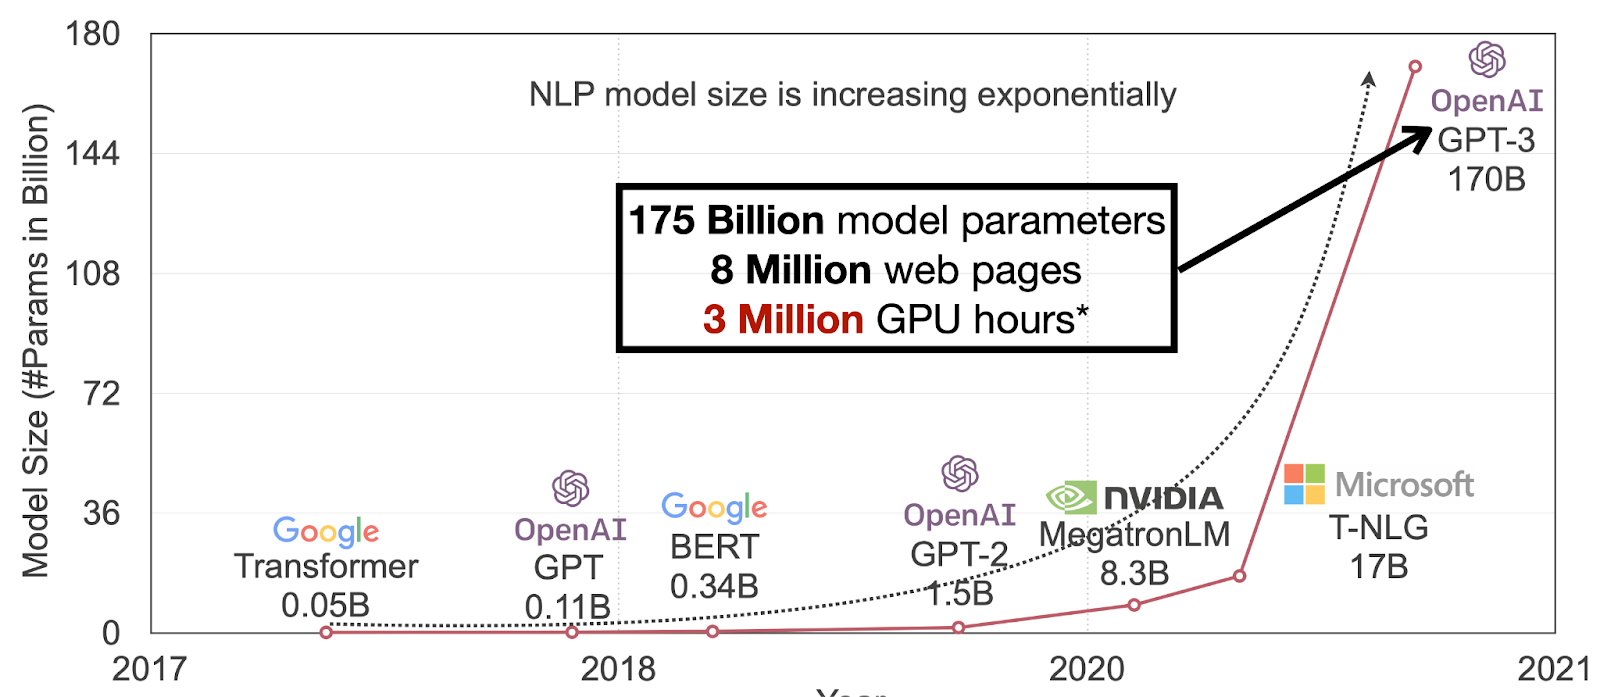 180
144
108
72
36
0
Model Size (#Params in Billion)
NLP model size is increasing exponentially
175 Billion model parameters
8 Million web pages
3 Million GPU hours*
Google
Transformer
0.05B
OpenAI
GPT
0.11B
Google
BERT
0.34B
OpenAI
GPT-2
1.5B
NVIDIA
MegatronLM
8.3B
Microsoft
T-NLG
17B
OpenAI
GPT-3
170B
2017
2018
2020
2021
Year